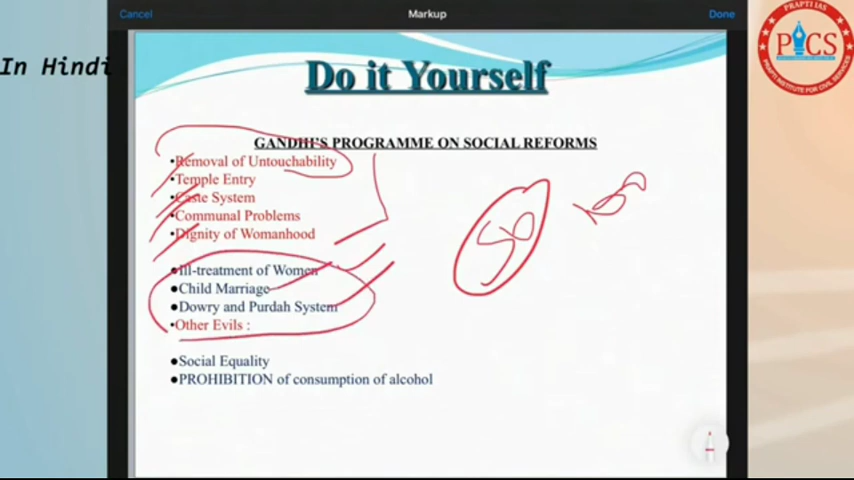 Cancel
Markup
Done
In Hindi
PRAPTI IAS
PICS
PRAPTI INSTITUTE FOR CIVIL SERVICES
Do it Yourself
GANDHI'S PROGRAMME ON SOCIAL REFORMS
•Removal of Untouchability
•Temple Entry
•Caste System
•Communal Problems
•Dignity of Womanhood
●Ill-treatment of Women
●Child Marriage
●Dowry and Purdah System
•Other Evils :
●Social Equality
●PROHIBITION of consumption of alcohol
50